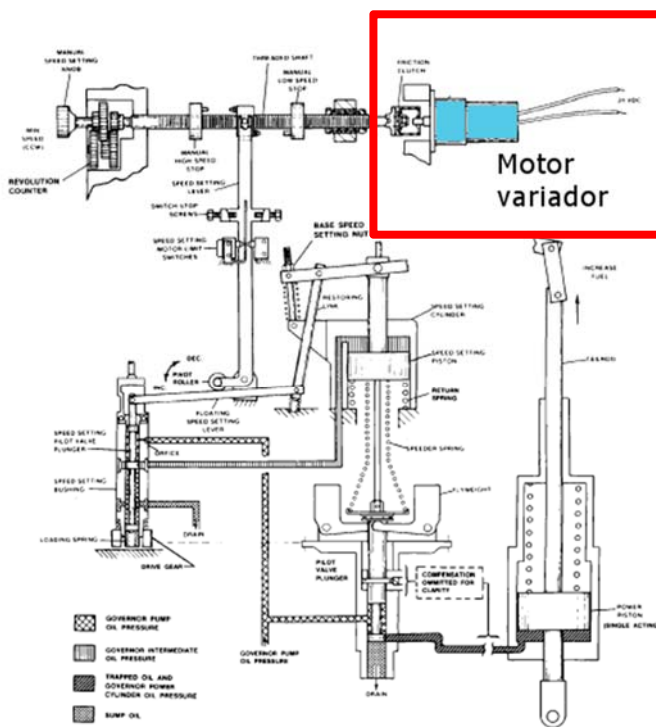 MANUAL
SPEED SETTING
KNOB
MIN
SPEED
(CCW)
REVOLUTION
COUNTER
THREADED SHAFT
MANUAL
LOW SPEED
STOP
MANUAL
HIGH SPEED
STOP
SPEED SETTING
LEVER
FRICTION
CLUTCH
Motor
variador
SWITCH STOP
SCREWS
SPEED SETTING
MOTOR LIMIT
SWITCHES
BASE SPEED
SETTING NUT
RESTORING
LINK
SPEED SETTING
CYLINDER
SPEED SETTING
PISTON
RETURN
SPRING
SPEEDER SPRING
INCREASE
FUEL
TAILROD
DEC.
INC.
PIVOT
ROLLER
FLOATING
SPEED SETTING
LEVER
SPEED SETTING
PILOT VALVE
PLUNGER
ORIFICE
SPEED SETTING
BUSHING
LOADING SPRING
DRIVE GEAR
DRAIN
FLYWEIGHT
PILOT
VALVE
PLUNGER
COMPENSATION
OMMITTED FOR
CLARITY
POWER
PISTON
(SINGLE ACTING
GOVERNOR PUMP
OIL PRESSURE
GOVERNOR INTERMEDIATE
OIL PRESSURE
TRAPPED OIL AND
GOVERNOR POWER
CYLINDER OIL PRESSURE
SUMP OIL
GOVERNOR PUMP
OIL PRESSURE
DRAIN